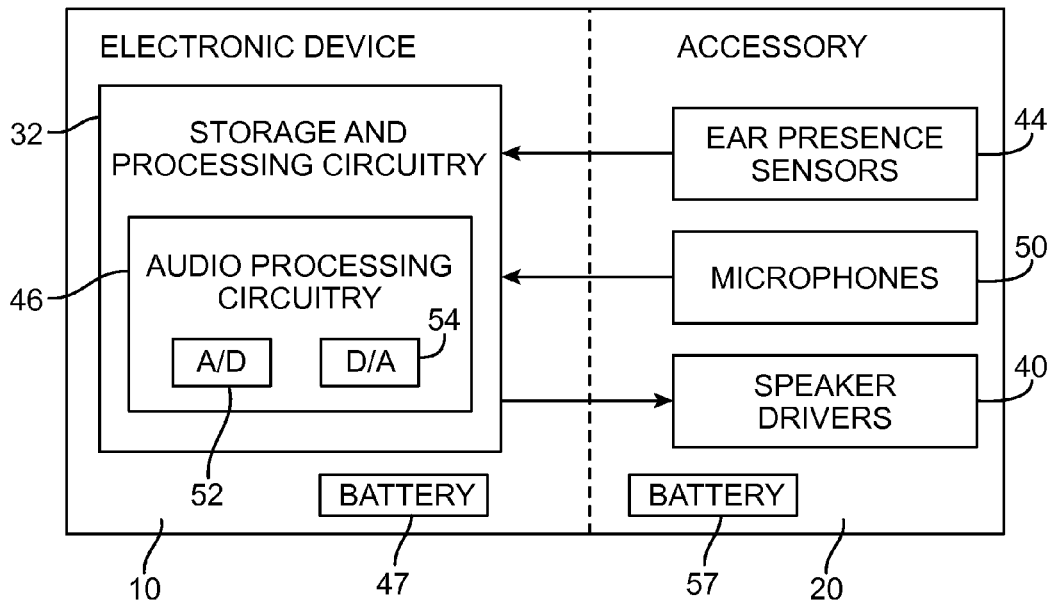 ELECTRONIC DEVICE
ACCESSORY
32
STORAGE AND
PROCESSING CIRCUITRY
EAR PRESENCE
SENSORS
44
46
AUDIO PROCESSING
CIRCUITRY
MICROPHONES
50
54
A/D
D/A
SPEAKER
DRIVERS
40
52
BATTERY
BATTERY
10
47
57
20